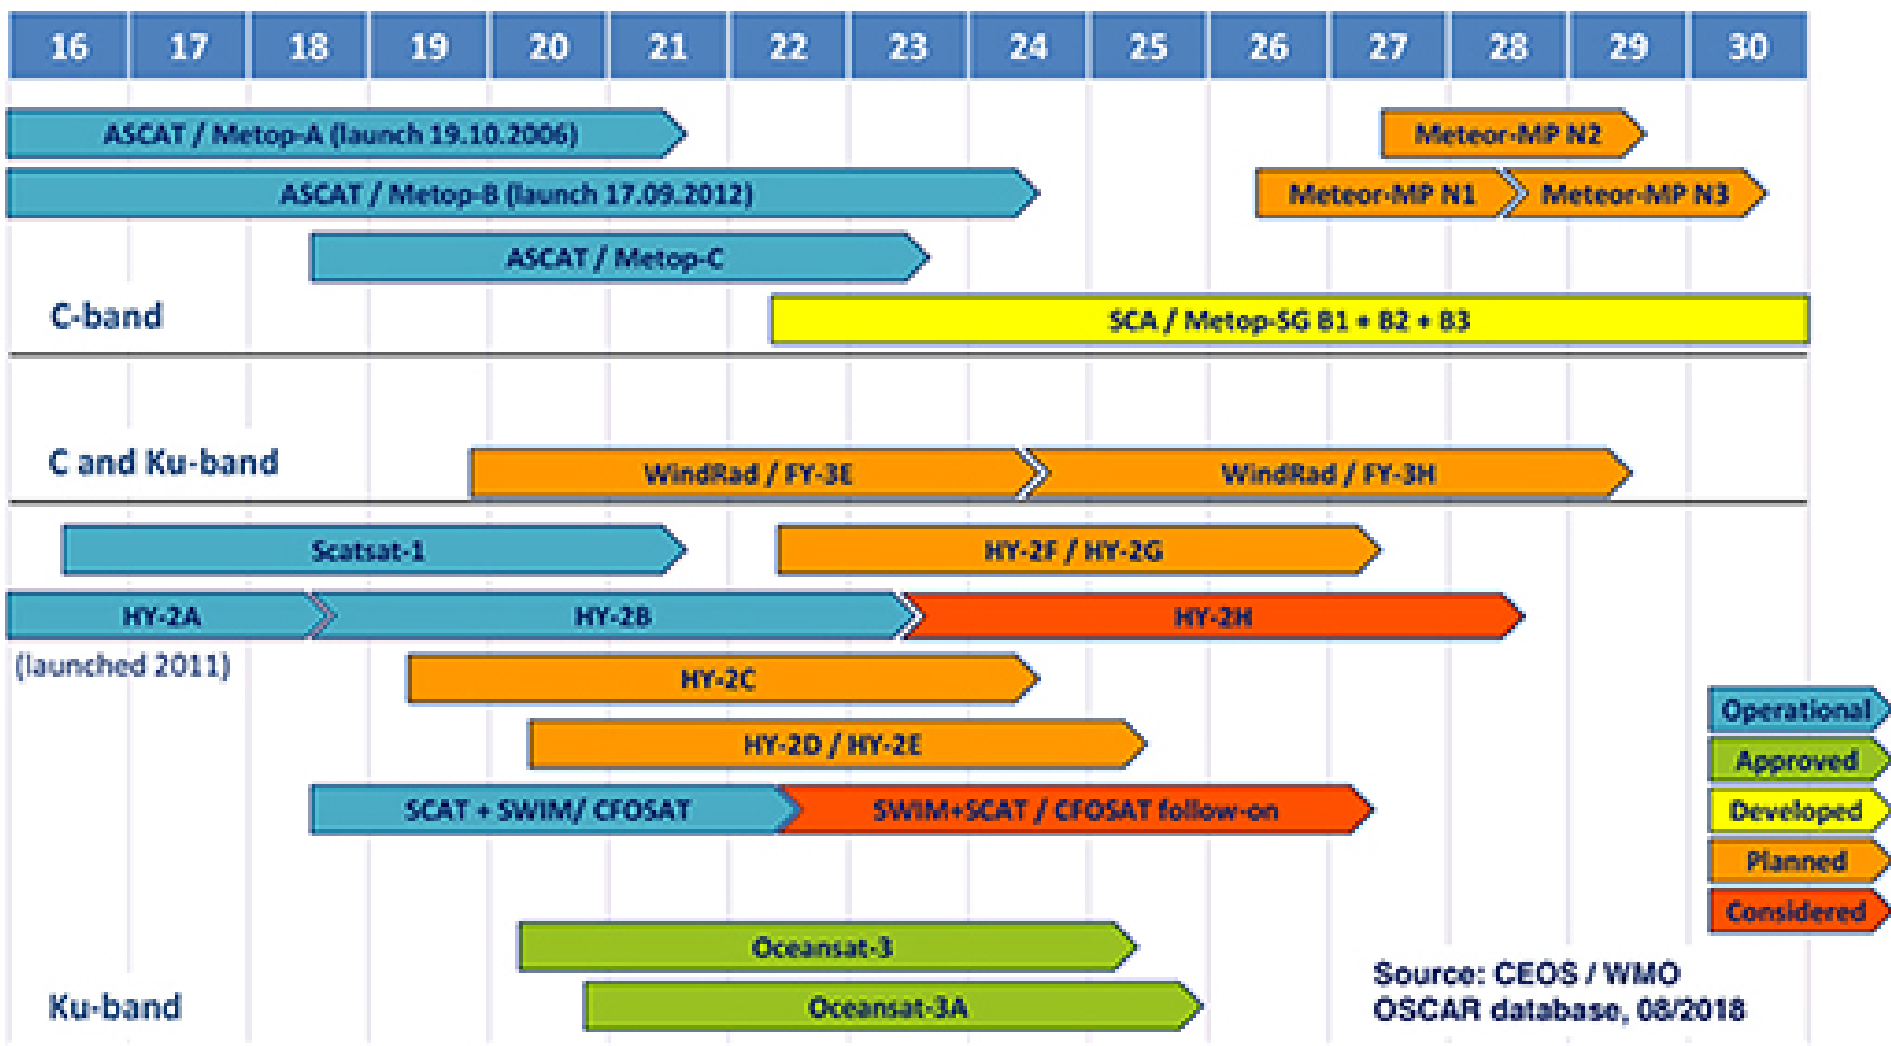 16 17 18 19 20 21 22 23 24 25 26 27 28 29 30
ASCAT / Metop-A (launch 19.10.2006)
Meteor-MP N2
ASCAT / Metop-B (launch 17.09.2012)
Meteor-MP N1
Meteor-MP N3
ASCAT / Metop-C
C-band
SCA / Metop-SG B1 + B2 + B3
C and Ku-band
WindRad / FY-3E
WindRad / FY-3H
Scatsat-1
HY-2F / HY-2G
HY-2A
HY-2B
HY-2H
(launched 2011)
HY-2C
HY-2D / HY-2E
SCAT + SWIM/ CFOSAT
SWIM+SCAT / CFOSAT follow-on
Oceansat-3
Oceansat-3A
Ku-band
Operational
Approved
Developed
Planned
Considered
Source: CEOS / WMO
OSCAR database, 08/2018